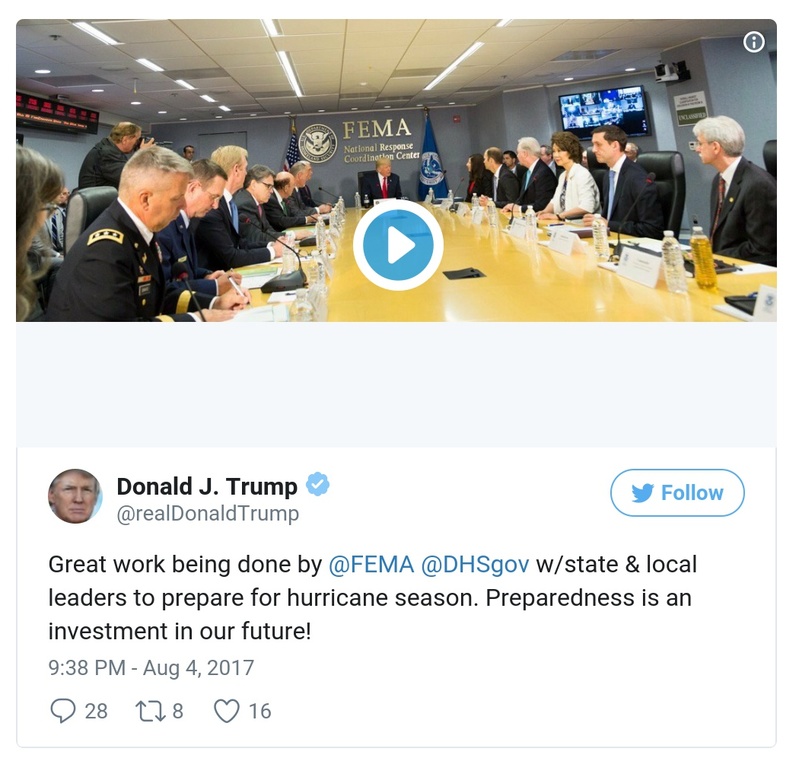 FEMA
National Response
Coordination Center
UNCLASSIFIED
Donald J. Trump
@realDonaldTrump
Follow
Great work being done by @FEMA @DHSgov w/state & local
leaders to prepare for hurricane season. Preparedness is an
investment in our future!
9:38 PM - Aug 4, 2017
28 8 16